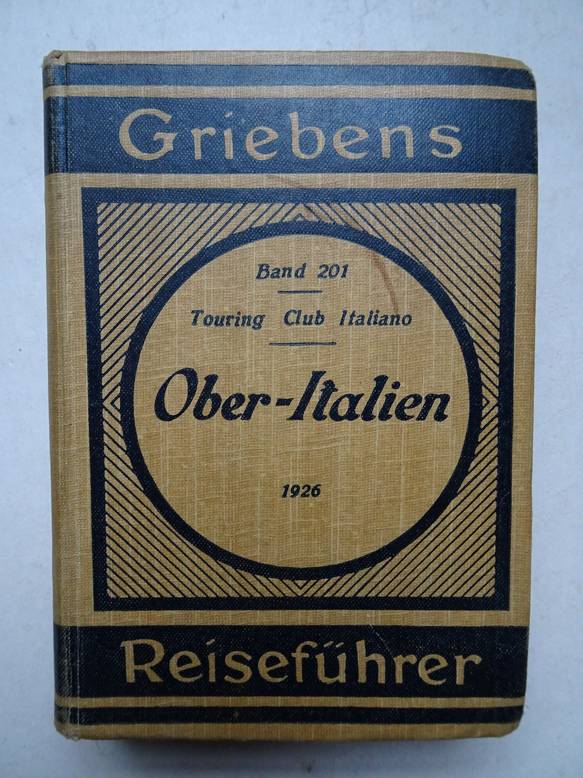 Griebens
Band 201
Touring Club Italiano
Ober-Italien
1926
Reiseführer